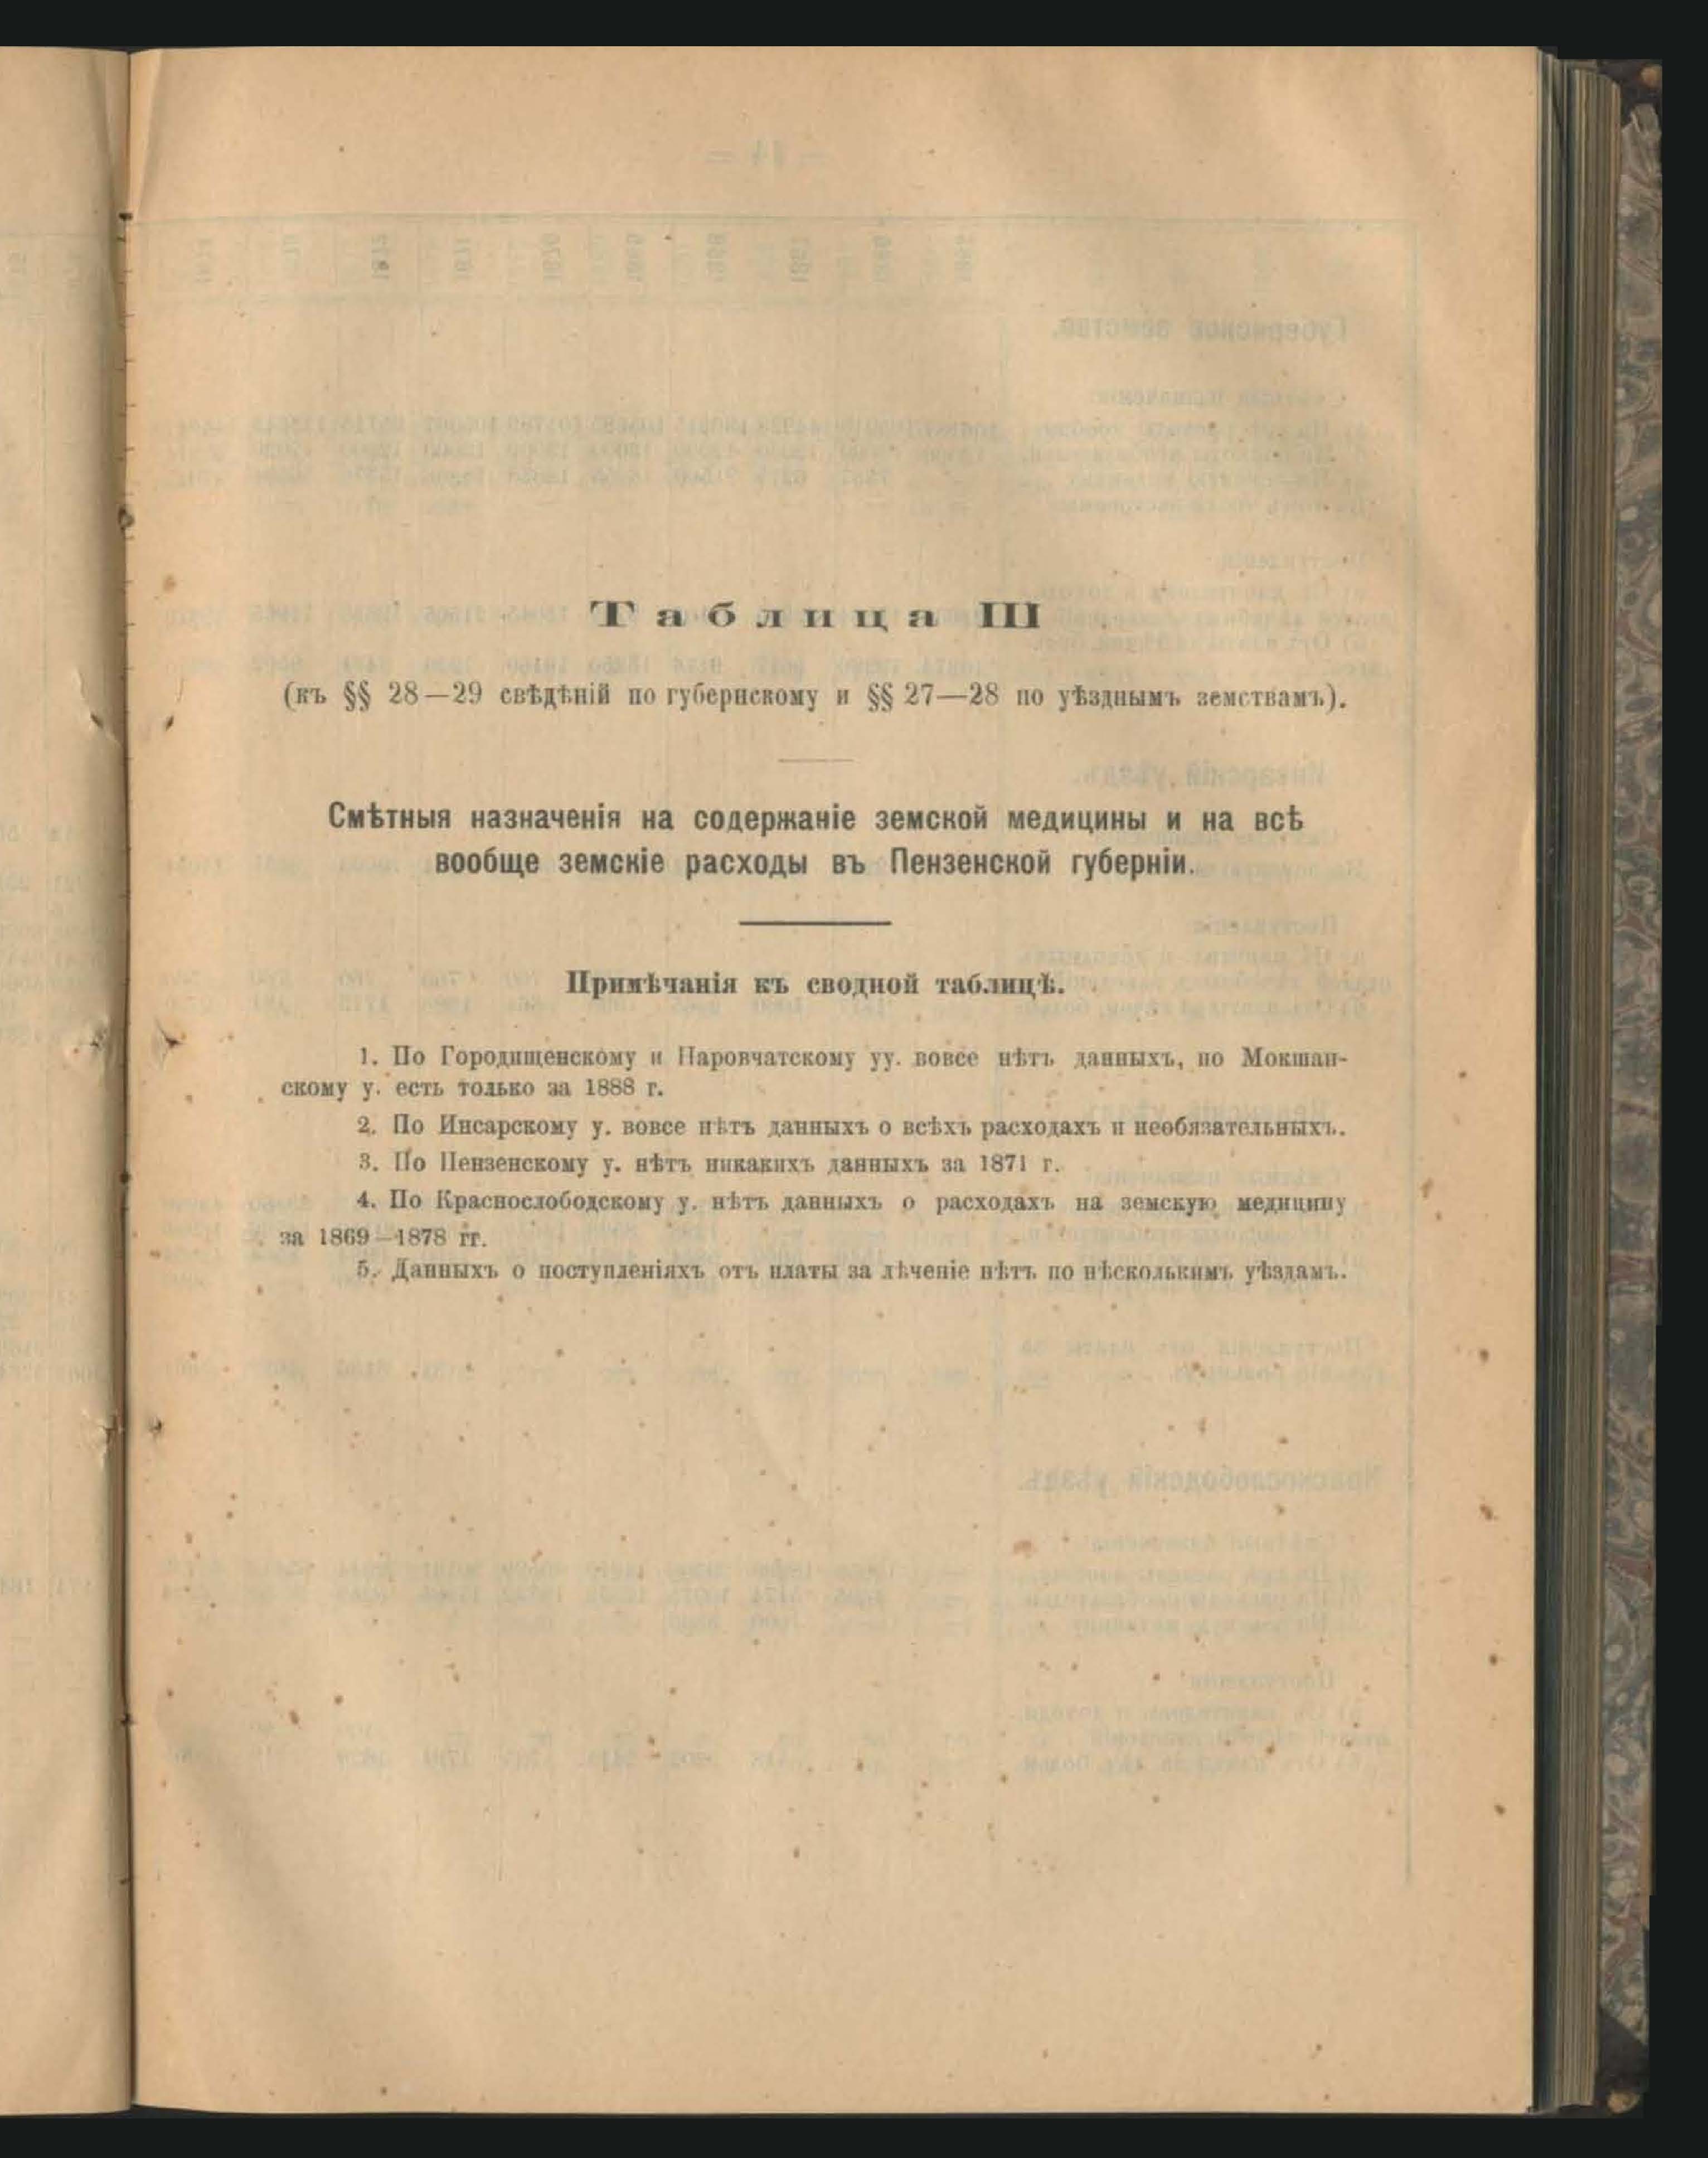 Таблица III
(къ §§ 28—29 свѣдѣній по губернскому и §§ 27—28 по уѣзднымъ земствамъ).
Смѣтныя назначенія на содержаніе земской медицины и на всѣ
вообще земскіе расходы въ Пензенской губерніи.
Примѣчанія къ сводной таблицѣ.
1. По Городищенскому и Наровчатскому уу. вовсе нѣтъ данныхъ, по Мокшан-
скому у. есть только за 1888 г.
2. По Инсарскому у. вовсе нѣтъ данныхъ о всѣхъ расходахъ и необязательныхъ.
3. По Пензенскому у. нѣтъ никакихъ данныхъ за 1871 г.
4. По Краснослободскому у. нѣтъ данныхъ о расходахъ на земскую медицину
за 1869—1878 гг.
5. Данныхъ о поступленіяхъ отъ платы за лѣченіе нѣтъ по нѣсколькимъ уѣздамъ.